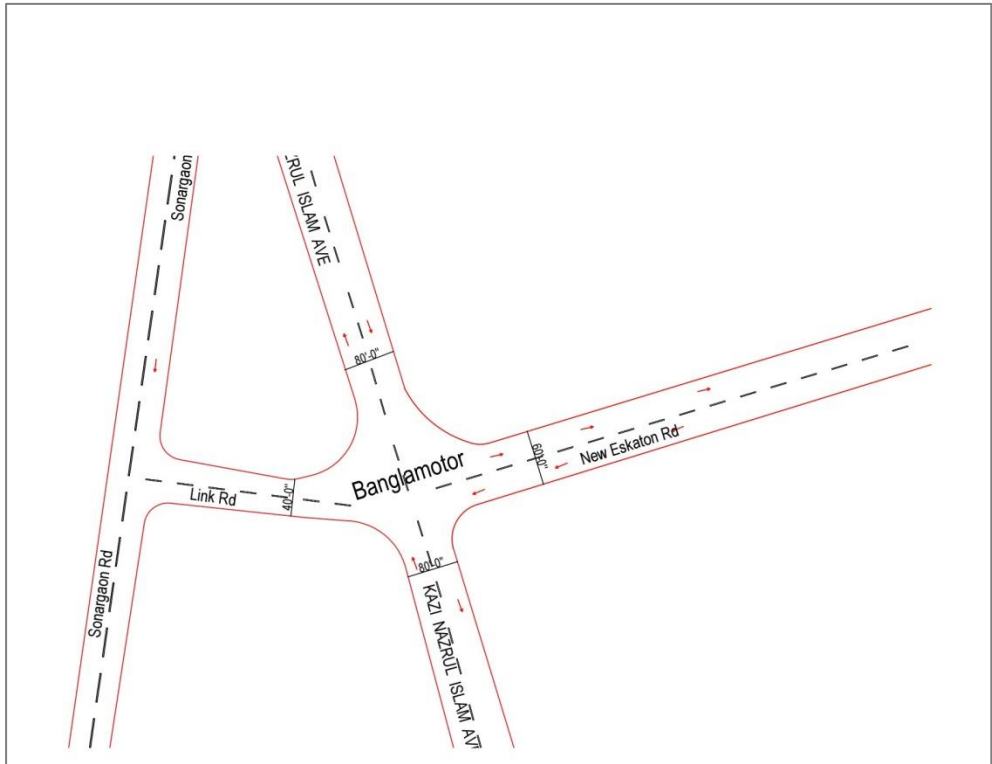 Sonargaon
ZRUL ISLAM AVE
80'-0"
60'-0"
New Eskaton Rd
Banglamotor
Link Rd
40'-0"
80'-0"
Sonargaon Rd
KAZI NAZRUL ISLAM AVE